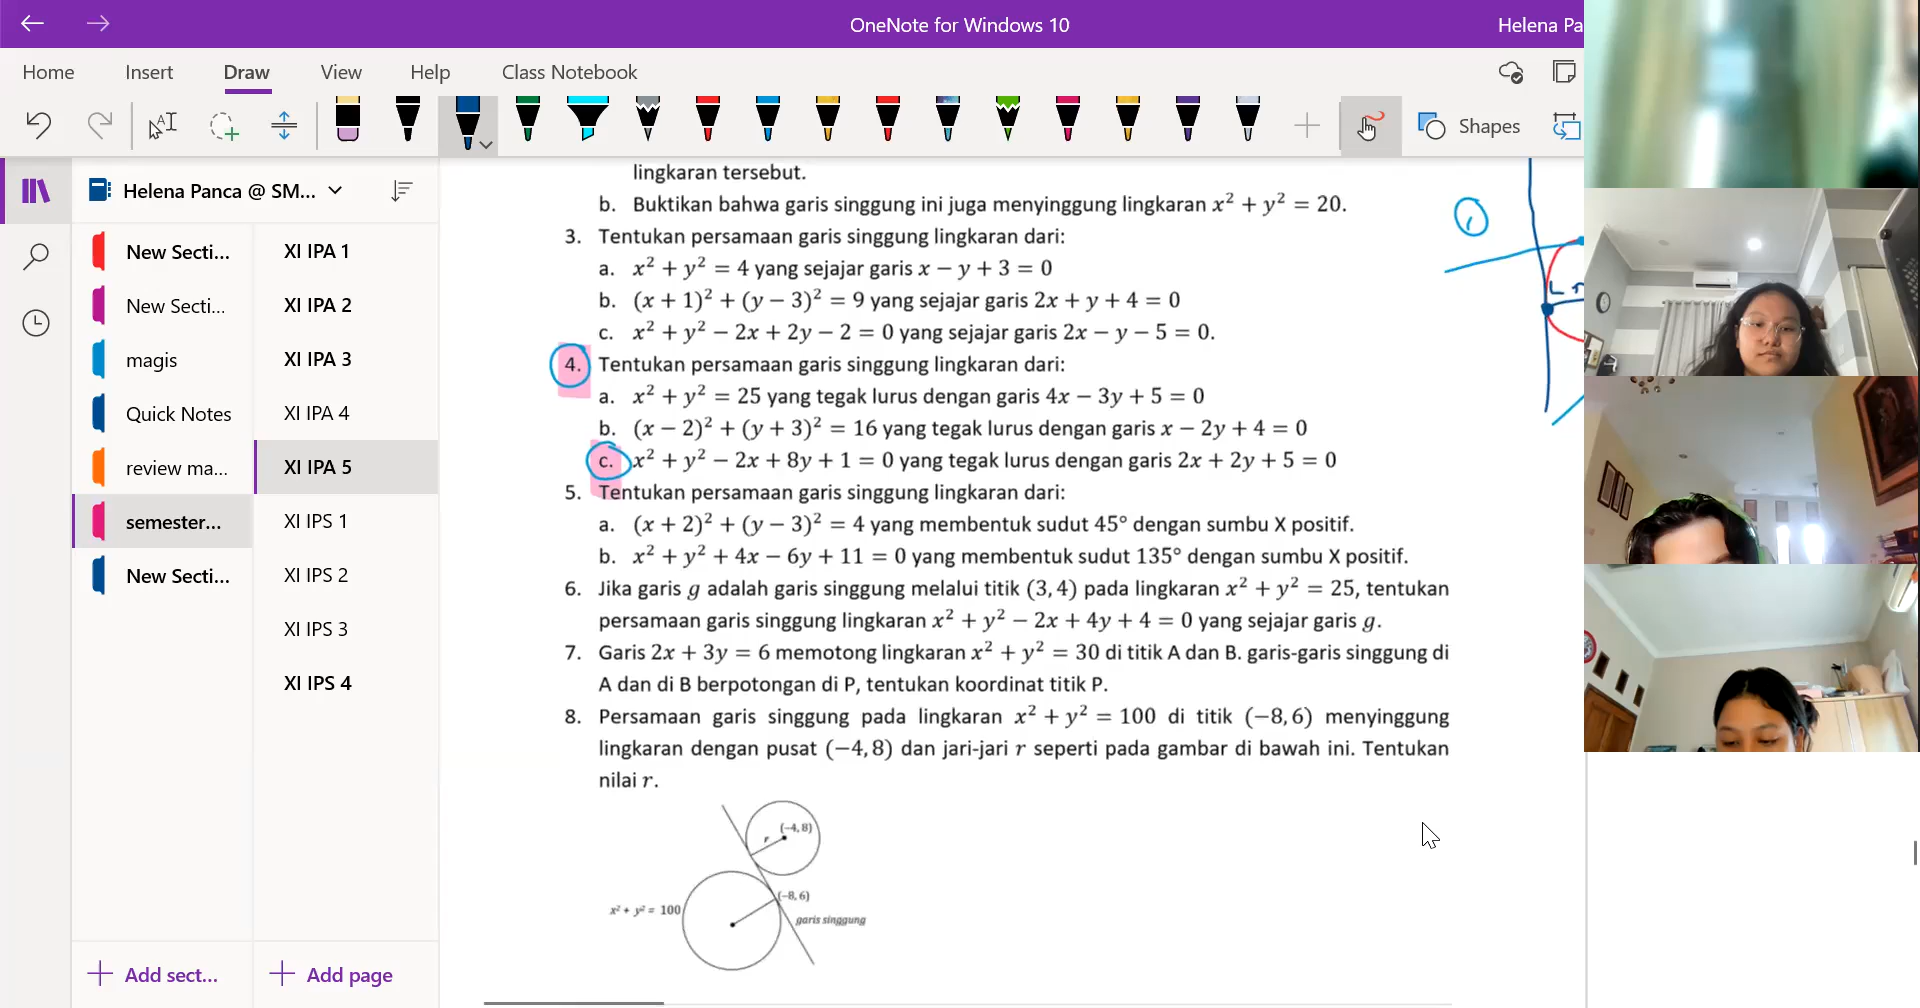 OneNote for Windows 10
Helena Pa
Home Insert Draw View Help Class Notebook
Shapes
Helena Panca @ SM...
New Secti...
New Secti...
magis
Quick Notes
review ma...
semester...
New Secti...
Add sect...
XI IPA 1
XI IPA 2
XI IPA 3
XI IPA 4
XI IPA 5
XI IPS 1
XI IPS 2
XI IPS 3
XI IPS 4
Add page
lingkaran tersebut.
b. Buktikan bahwa garis singgung ini juga menyinggung lingkaran x² + y² = 20.
3. Tentukan persamaan garis singgung lingkaran dari:
a. x² + y² = 4 yang sejajar garis x − y + 3 = 0
b. (x + 1)² + (y − 3)² = 9 yang sejajar garis 2x + y + 4 = 0
c. x² + y² − 2x + 2y − 2 = 0 yang sejajar garis 2x − y − 5 = 0.
4. Tentukan persamaan garis singgung lingkaran dari:
a. x² + y² = 25 yang tegak lurus dengan garis 4x − 3y + 5 = 0
b. (x − 2)² + (y + 3)² = 16 yang tegak lurus dengan garis x − 2y + 4 = 0
c. x² + y² − 2x + 8y + 1 = 0 yang tegak lurus dengan garis 2x + 2y + 5 = 0
5. Tentukan persamaan garis singgung lingkaran dari:
a. (x + 2)² + (y − 3)² = 4 yang membentuk sudut 45° dengan sumbu X positif.
b. x² + y² + 4x − 6y + 11 = 0 yang membentuk sudut 135° dengan sumbu X positif.
6. Jika garis g adalah garis singgung melalui titik (3, 4) pada lingkaran x² + y² = 25, tentukan
persamaan garis singgung lingkaran x² + y² − 2x + 4y + 4 = 0 yang sejajar garis g.
7. Garis 2x + 3y = 6 memotong lingkaran x² + y² = 30 di titik A dan B. garis-garis singgung di
A dan di B berpotongan di P, tentukan koordinat titik P.
8. Persamaan garis singgung pada lingkaran x² + y² = 100 di titik (−8, 6) menyinggung
lingkaran dengan pusat (−4, 8) dan jari-jari r seperti pada gambar di bawah ini. Tentukan
nilai r.
(−4, 8)
r
(−8, 6)
x² + y² = 100
garis singgung
1